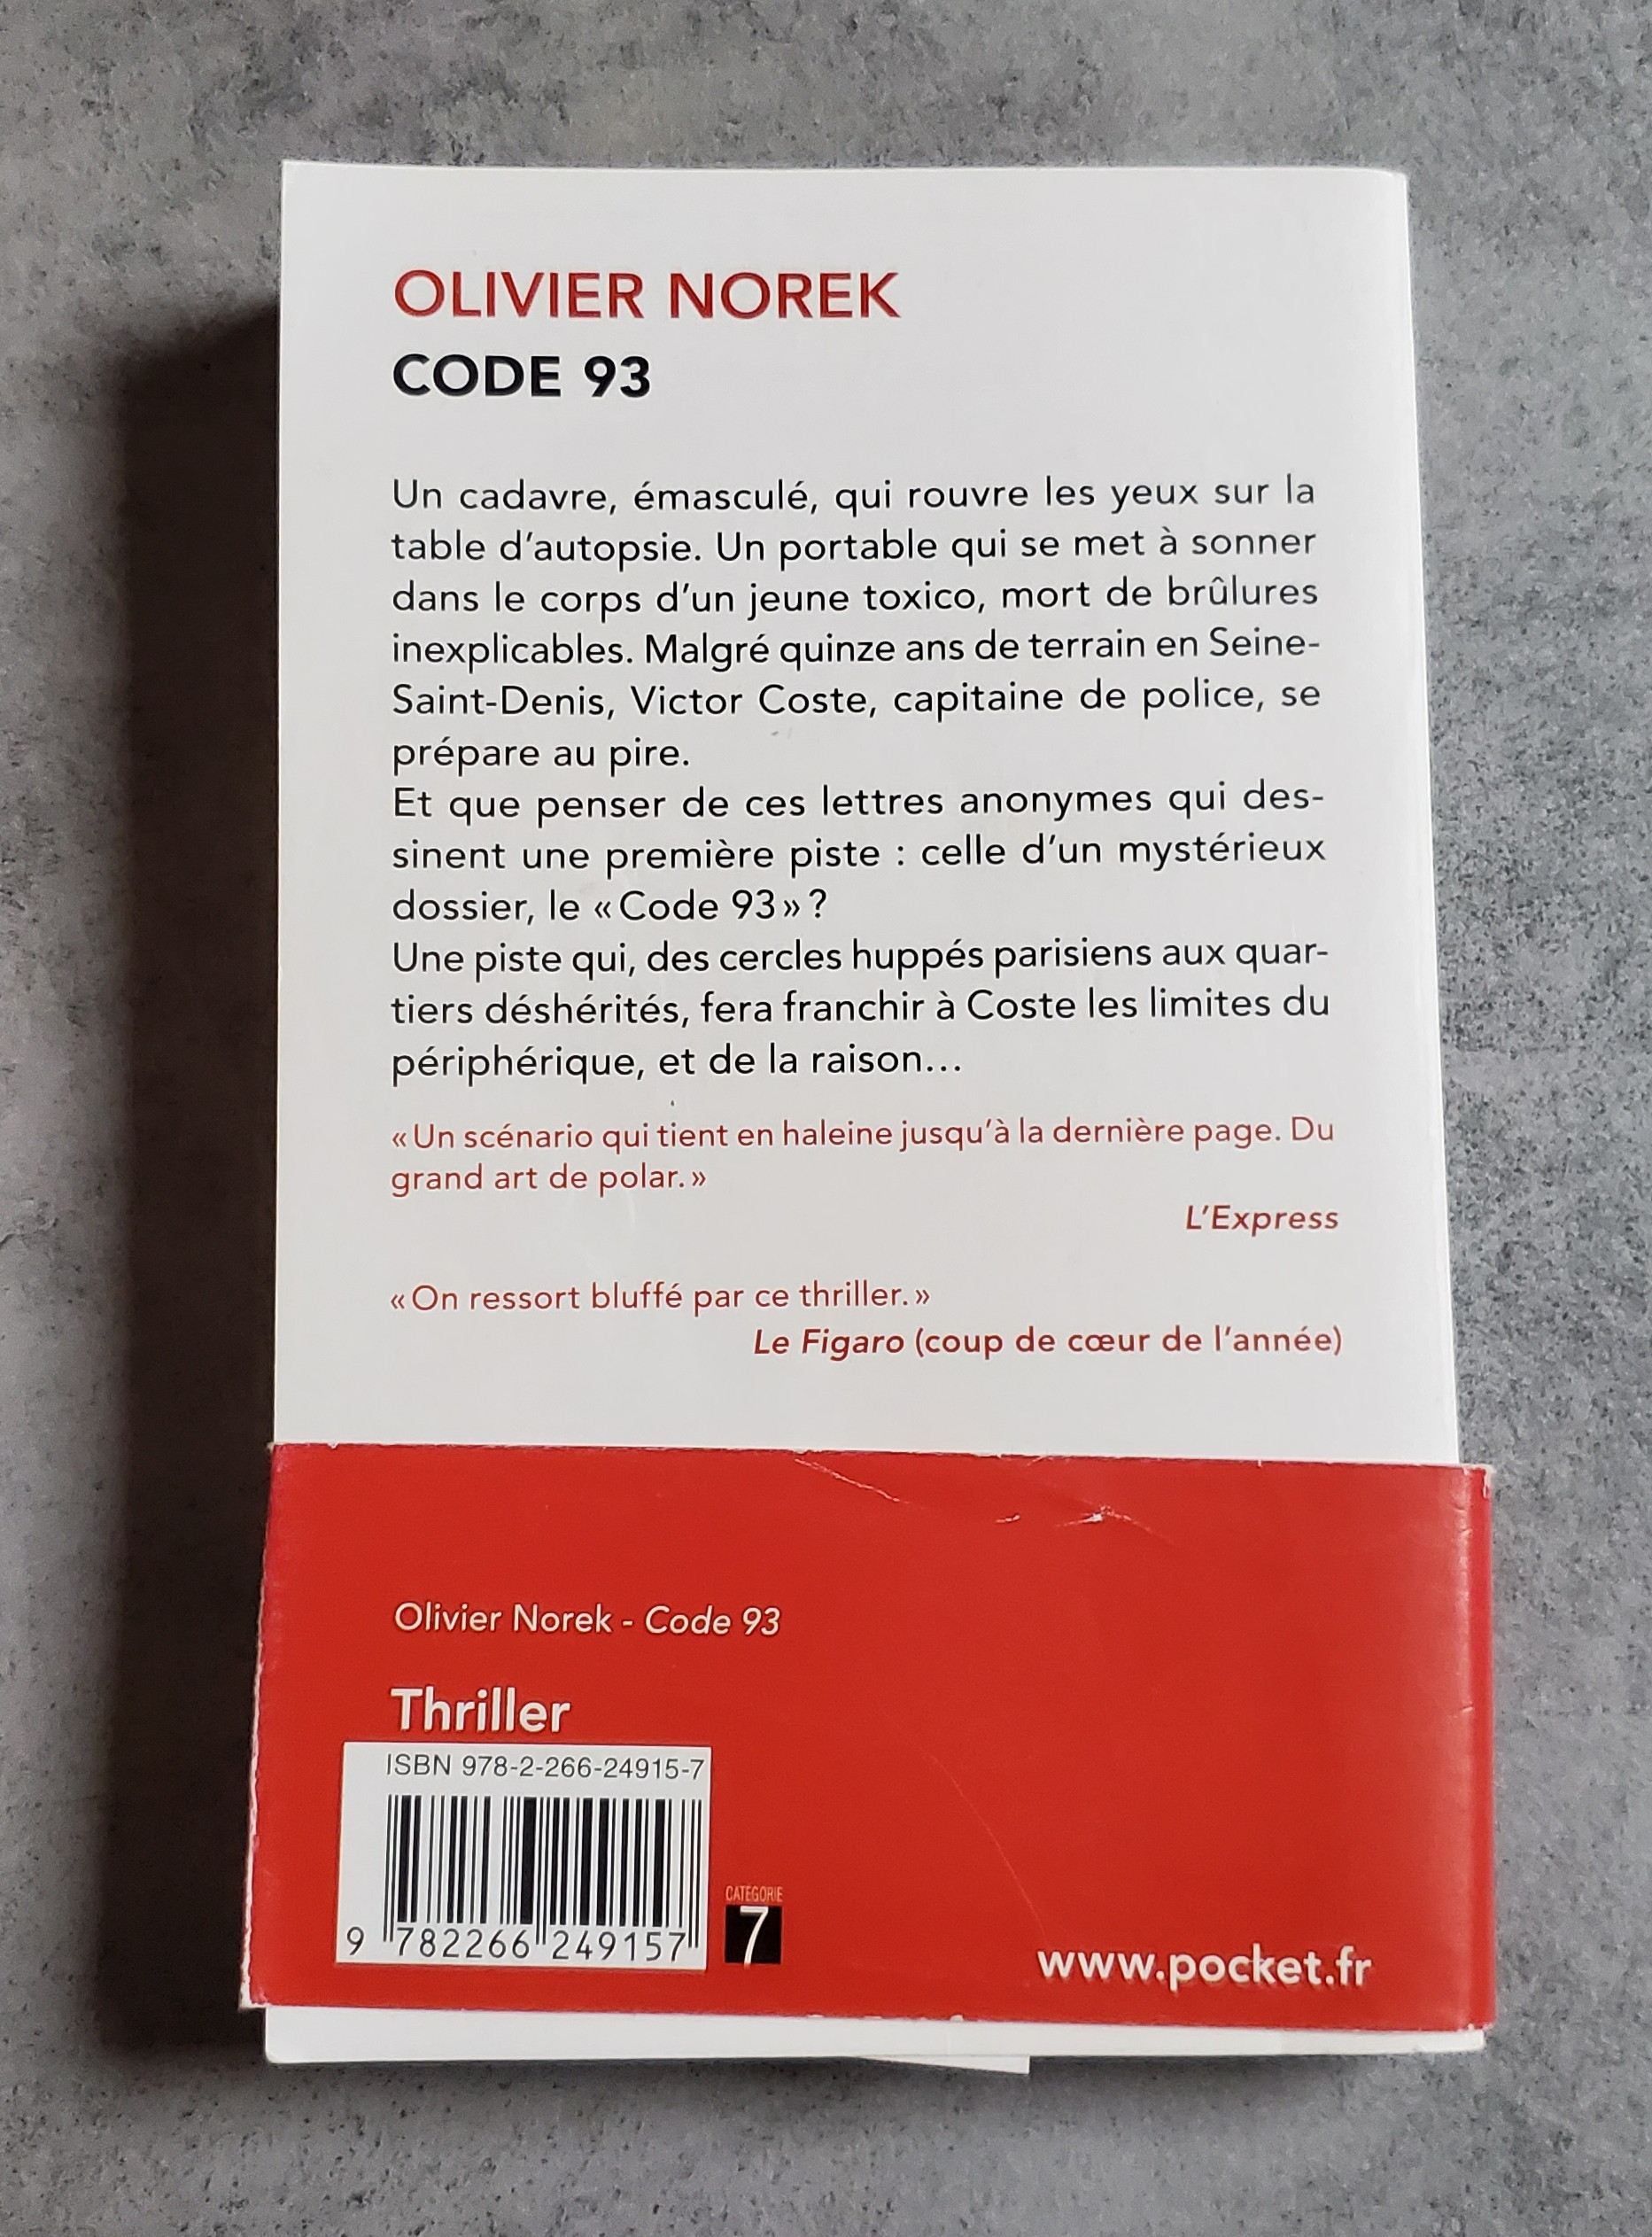 OLIVIER NOREK
CODE 93
Un cadavre, émasculé, qui rouvre les yeux sur la
table d'autopsie. Un portable qui se met à sonner
dans le corps d'un jeune toxico, mort de brûlures
inexplicables. Malgré quinze ans de terrain en Seine-
Saint-Denis, Victor Coste, capitaine de police, se
prépare au pire.
Et que penser de ces lettres anonymes qui des-
sinent une première piste : celle d'un mystérieux
dossier, le « Code 93 » ?
Une piste qui, des cercles huppés parisiens aux quar-
tiers déshérités, fera franchir à Coste les limites du
périphérique, et de la raison…
« Un scénario qui tient en haleine jusqu'à la dernière page. Du
grand art de polar. »
L'Express
« On ressort bluffé par ce thriller. »
Le Figaro (coup de cœur de l'année)
Olivier Norek - Code 93
Thriller
ISBN 978-2-266-24915-7
9 782266 249157
CATÉGORIE
7
www.pocket.fr